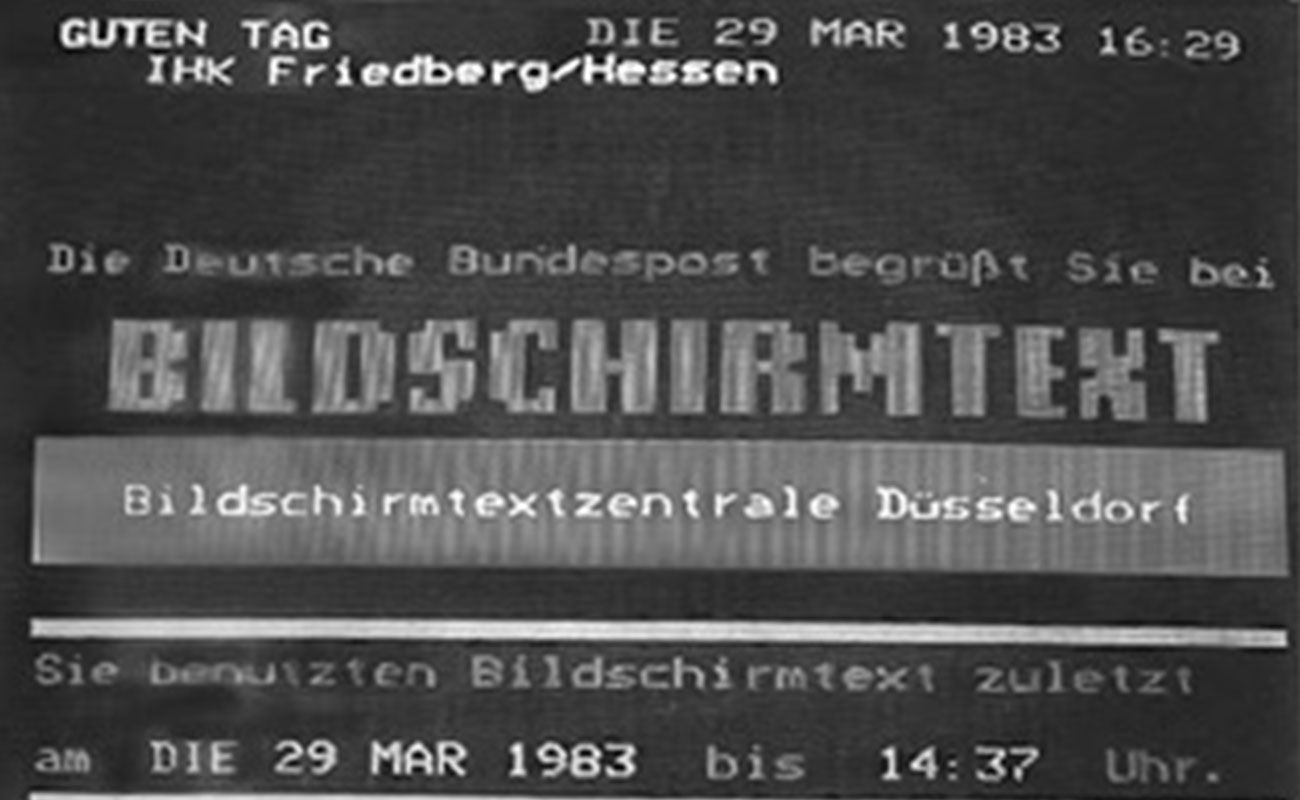 GUTEN TAG DIE 29 MAR 1983 16:29
IHK Friedberg/Hessen
Die Deutsche Bundespost begrüßt Sie bei
BILDSCHIRMTEXT
Bildschirmtextzentrale Düsseldorf
Sie benutzten Bildschirmtext zuletzt
am DIE 29 MAR 1983 bis 14:37 Uhr.